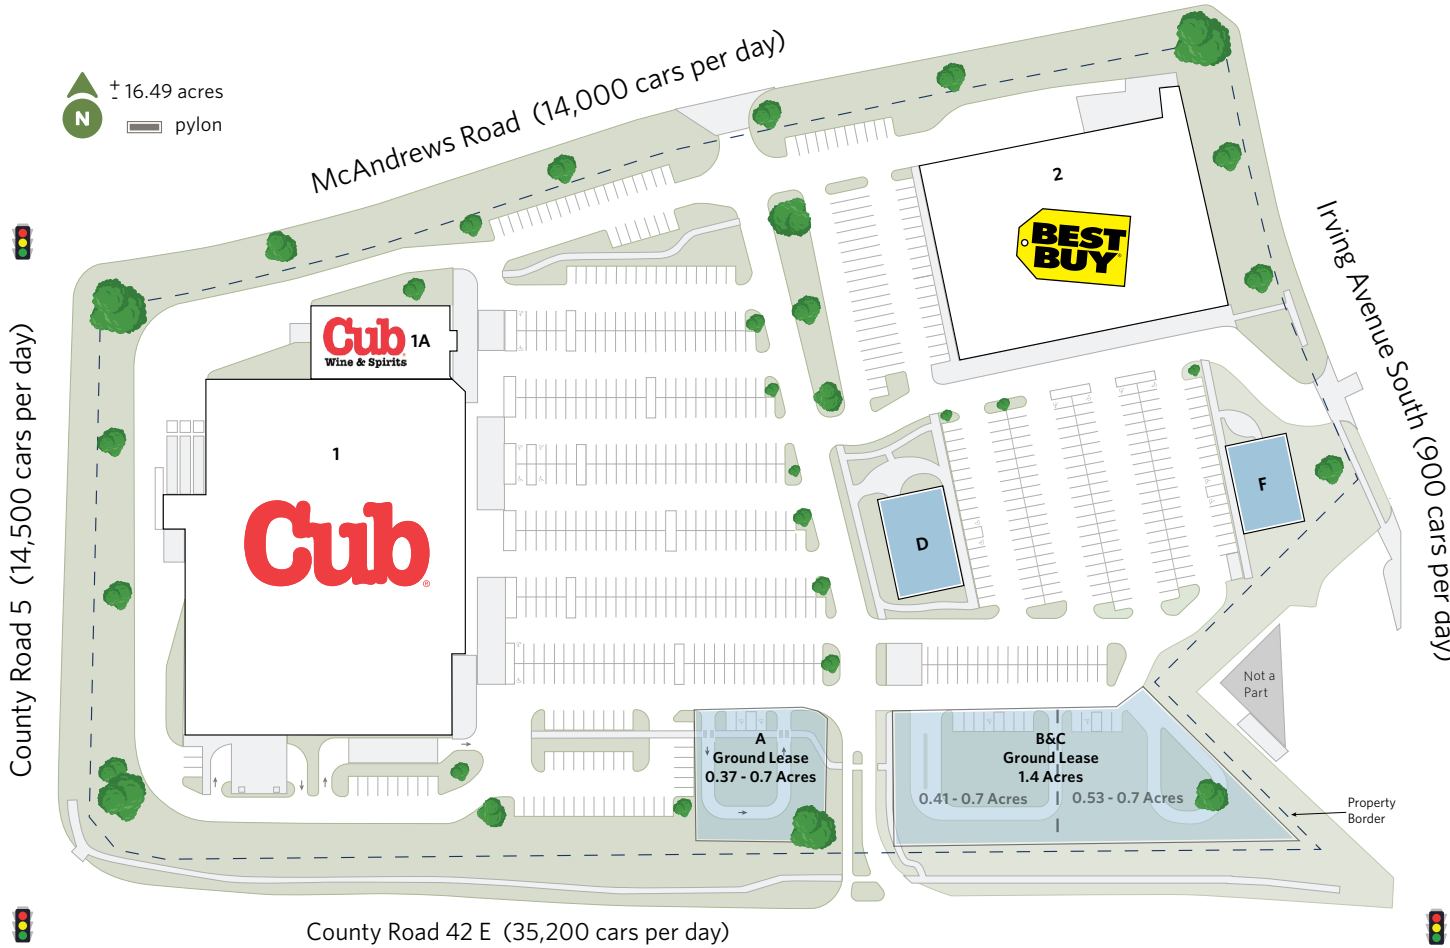 ± 16.49 acres
N
pylon
McAndrews Road (14,000 cars per day)
2
BEST
BUY
Irving Avenue South (900 cars per day)
Cub
Wine & Spirits
1A
1
Cub®
County Road 5 (14,500 cars per day)
F
D
Not a
Part
A
Ground Lease
0.37 - 0.7 Acres
B&C
Ground Lease
1.4 Acres
0.41 - 0.7 Acres
0.53 - 0.7 Acres
Property
Border
County Road 42 E (35,200 cars per day)